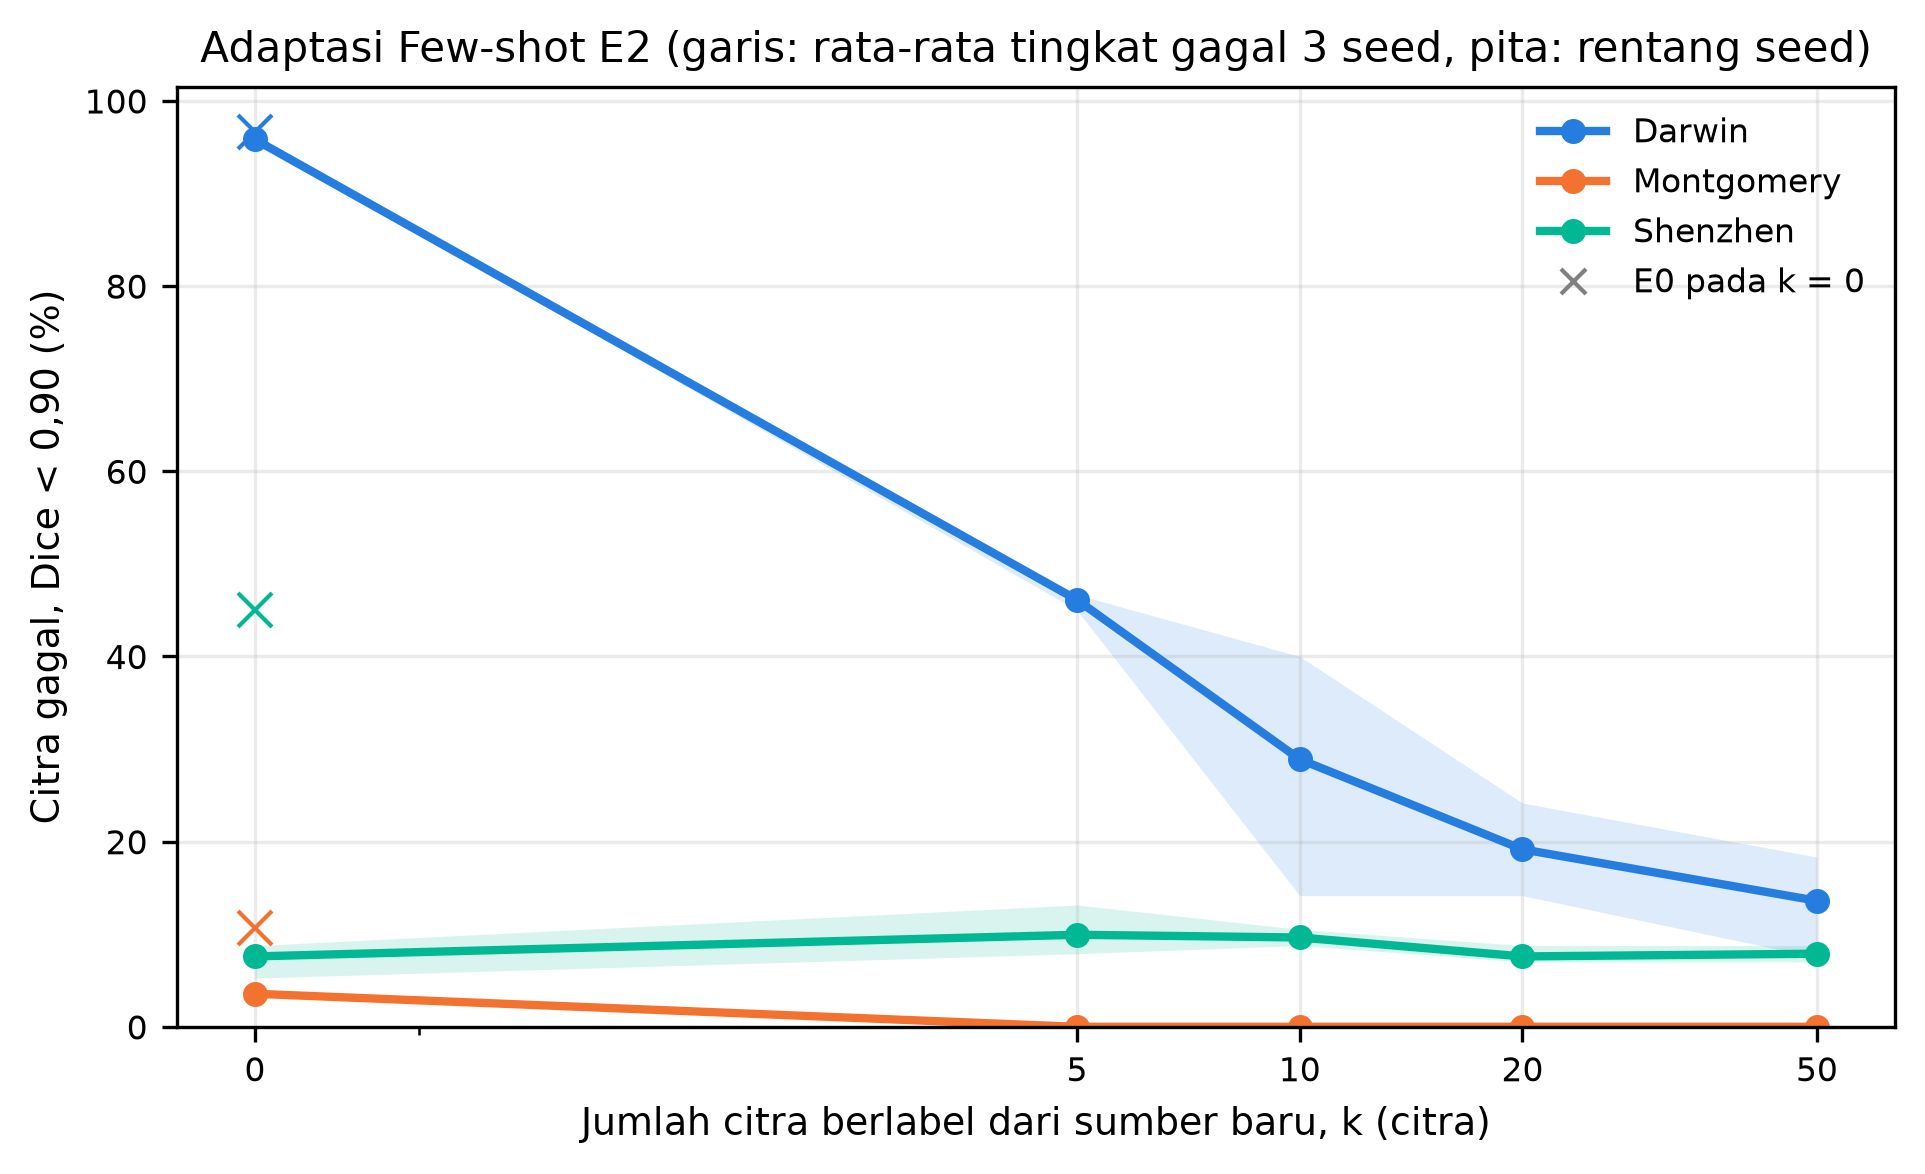 Adaptasi Few-shot E2 (garis: rata-rata tingkat gagal 3 seed, pita: rentang seed)
Citra gagal, Dice < 0,90 (%)
100
80
60
40
20
0
Darwin
Montgomery
Shenzhen
E0 pada k = 0
0 5 10 20 50
Jumlah citra berlabel dari sumber baru, k (citra)